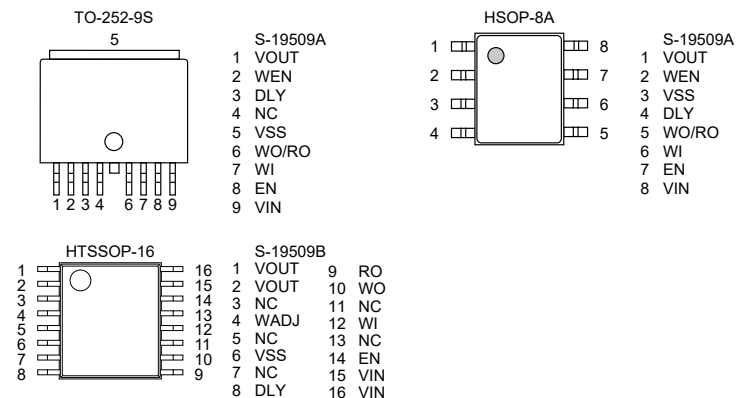 TO-252-9S
5
1 2 3 4 6 7 8 9
S-19509A
1 VOUT
2 WEN
3 DLY
4 NC
5 VSS
6 WO/RO
7 WI
8 EN
9 VIN
HSOP-8A
1 8
2 7
3 6
4 5
S-19509A
1 VOUT
2 WEN
3 VSS
4 DLY
5 WO/RO
6 WI
7 EN
8 VIN
HTSSOP-16
1 16
2 15
3 14
4 13
5 12
6 11
7 10
8 9
S-19509B
1 VOUT 9 RO
2 VOUT 10 WO
3 NC 11 NC
4 WADJ 12 WI
5 NC 13 NC
6 VSS 14 EN
7 NC 15 VIN
8 DLY 16 VIN